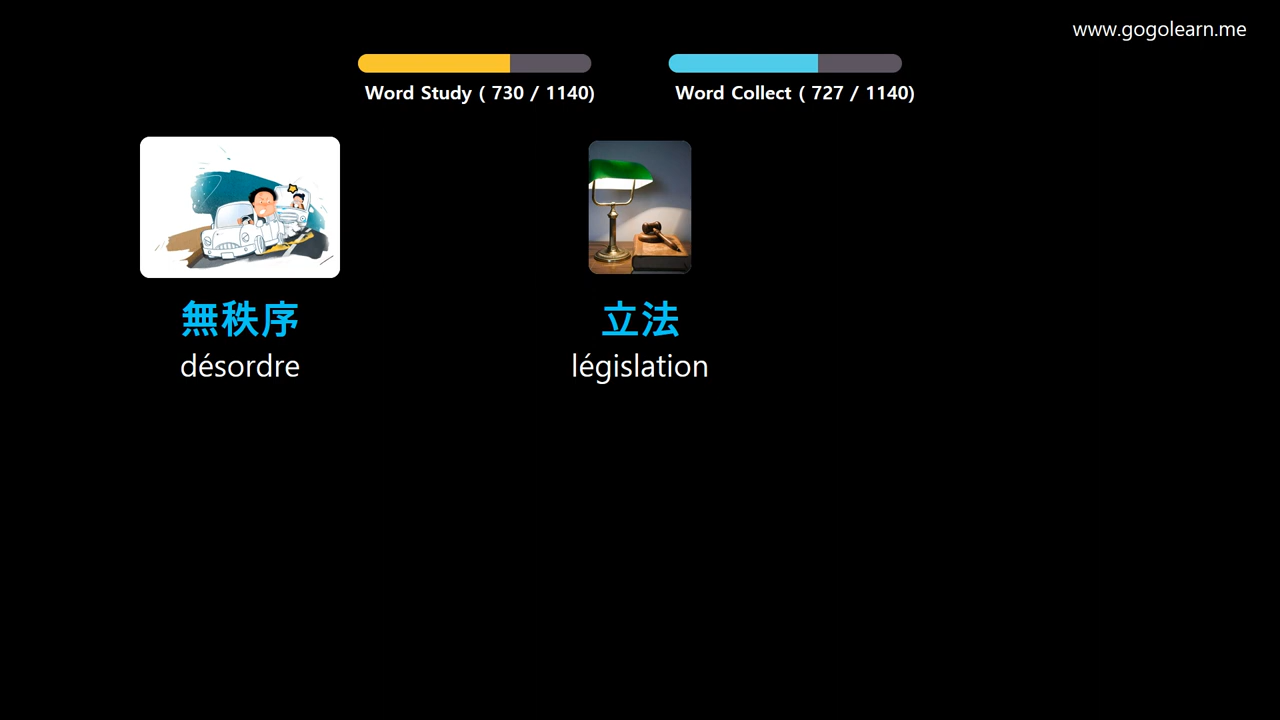 www.gogolearn.me
Word Study ( 730 / 1140)
Word Collect ( 727 / 1140)
無秩序
désordre
立法
législation